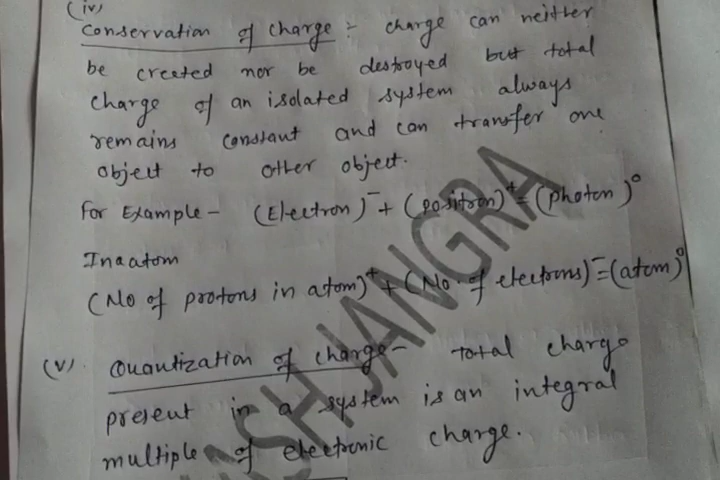 (iv)
Conservation of charge :- charge can neither
be created nor be destroyed but total
charge of an isolated system always
remains constant and can transfer one
object to other object.
For Example - (Electron)⁻ + (positron)⁺ = (Photon)⁰
In a atom
(No of protons in atom)⁺ + (No. of electrons)⁻ = (atom)⁰
(v). Quantization of charge - total charge
present in a system is an integral
multiple of electronic charge.
ASH JANGRA